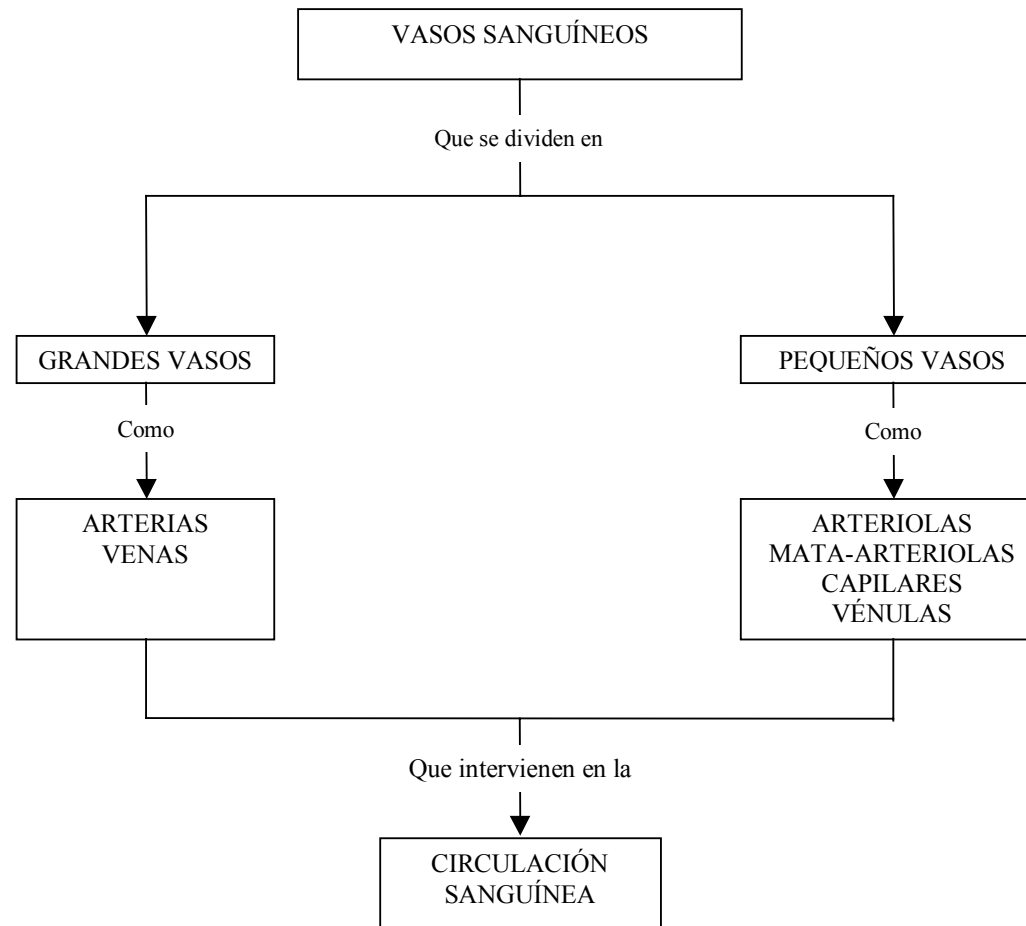 VASOS SANGUÍNEOS
Que se dividen en
GRANDES VASOS
PEQUEÑOS VASOS
Como
Como
ARTERIAS
VENAS
ARTERIOLAS
MATA-ARTERIOLAS
CAPILARES
VÉNULAS
Que intervienen en la
CIRCULACIÓN
SANGUÍNEA